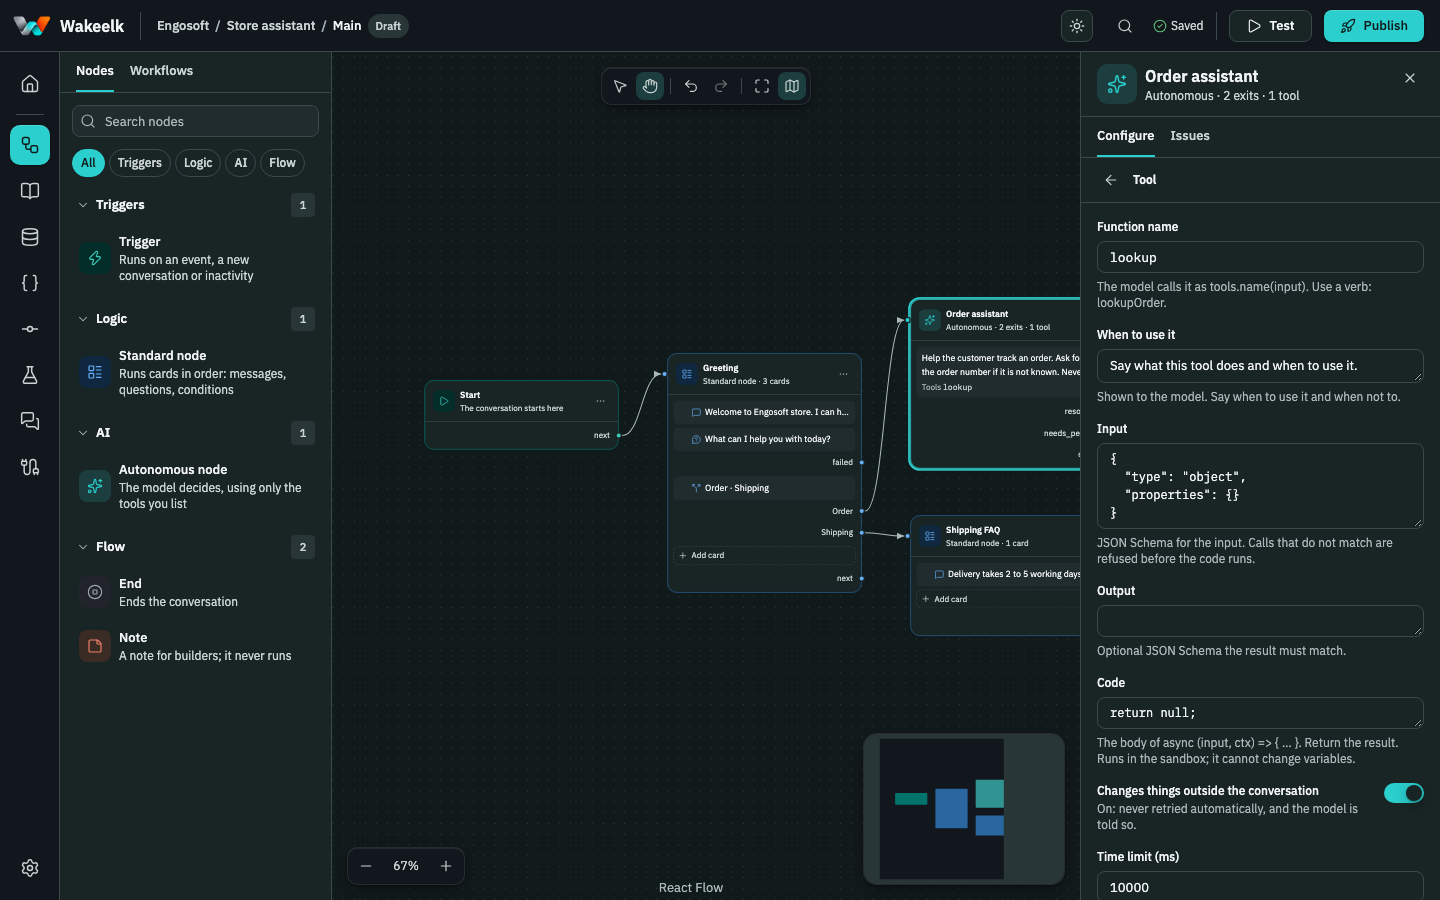 Wakeelk
Engosoft / Store assistant / Main Draft
Saved
Test
Publish
Nodes Workflows
Search nodes
All Triggers Logic AI Flow
Triggers 1
Trigger
Runs on an event, a new
conversation or inactivity
Logic 1
Standard node
Runs cards in order: messages,
questions, conditions
AI 1
Autonomous node
The model decides, using only the
tools you list
Flow 2
End
Ends the conversation
Note
A note for builders; it never runs
Start
The conversation starts here
next
Greeting
Standard node · 3 cards
Welcome to Engosoft store. I can h...
What can I help you with today?
failed
Order · Shipping
Order
Shipping
Add card
next
Order assistant
Autonomous · 2 exits · 1 tool
Help the customer track an order. Ask fo
the order number if it is not known. Neve
Tools lookup
reso
needs_pe
Shipping FAQ
Standard node · 1 card
Delivery takes 2 to 5 working days
Add card
67%
React Flow
Order assistant
Autonomous · 2 exits · 1 tool
Configure Issues
Tool
Function name
lookup
The model calls it as tools.name(input). Use a verb:
lookupOrder.
When to use it
Say what this tool does and when to use it.
Shown to the model. Say when to use it and when not to.
Input
{
"type": "object",
"properties": {}
}
JSON Schema for the input. Calls that do not match are
refused before the code runs.
Output
Optional JSON Schema the result must match.
Code
return null;
The body of async (input, ctx) => { … }. Return the result.
Runs in the sandbox; it cannot change variables.
Changes things outside the conversation
On: never retried automatically, and the model is
told so.
Time limit (ms)
10000